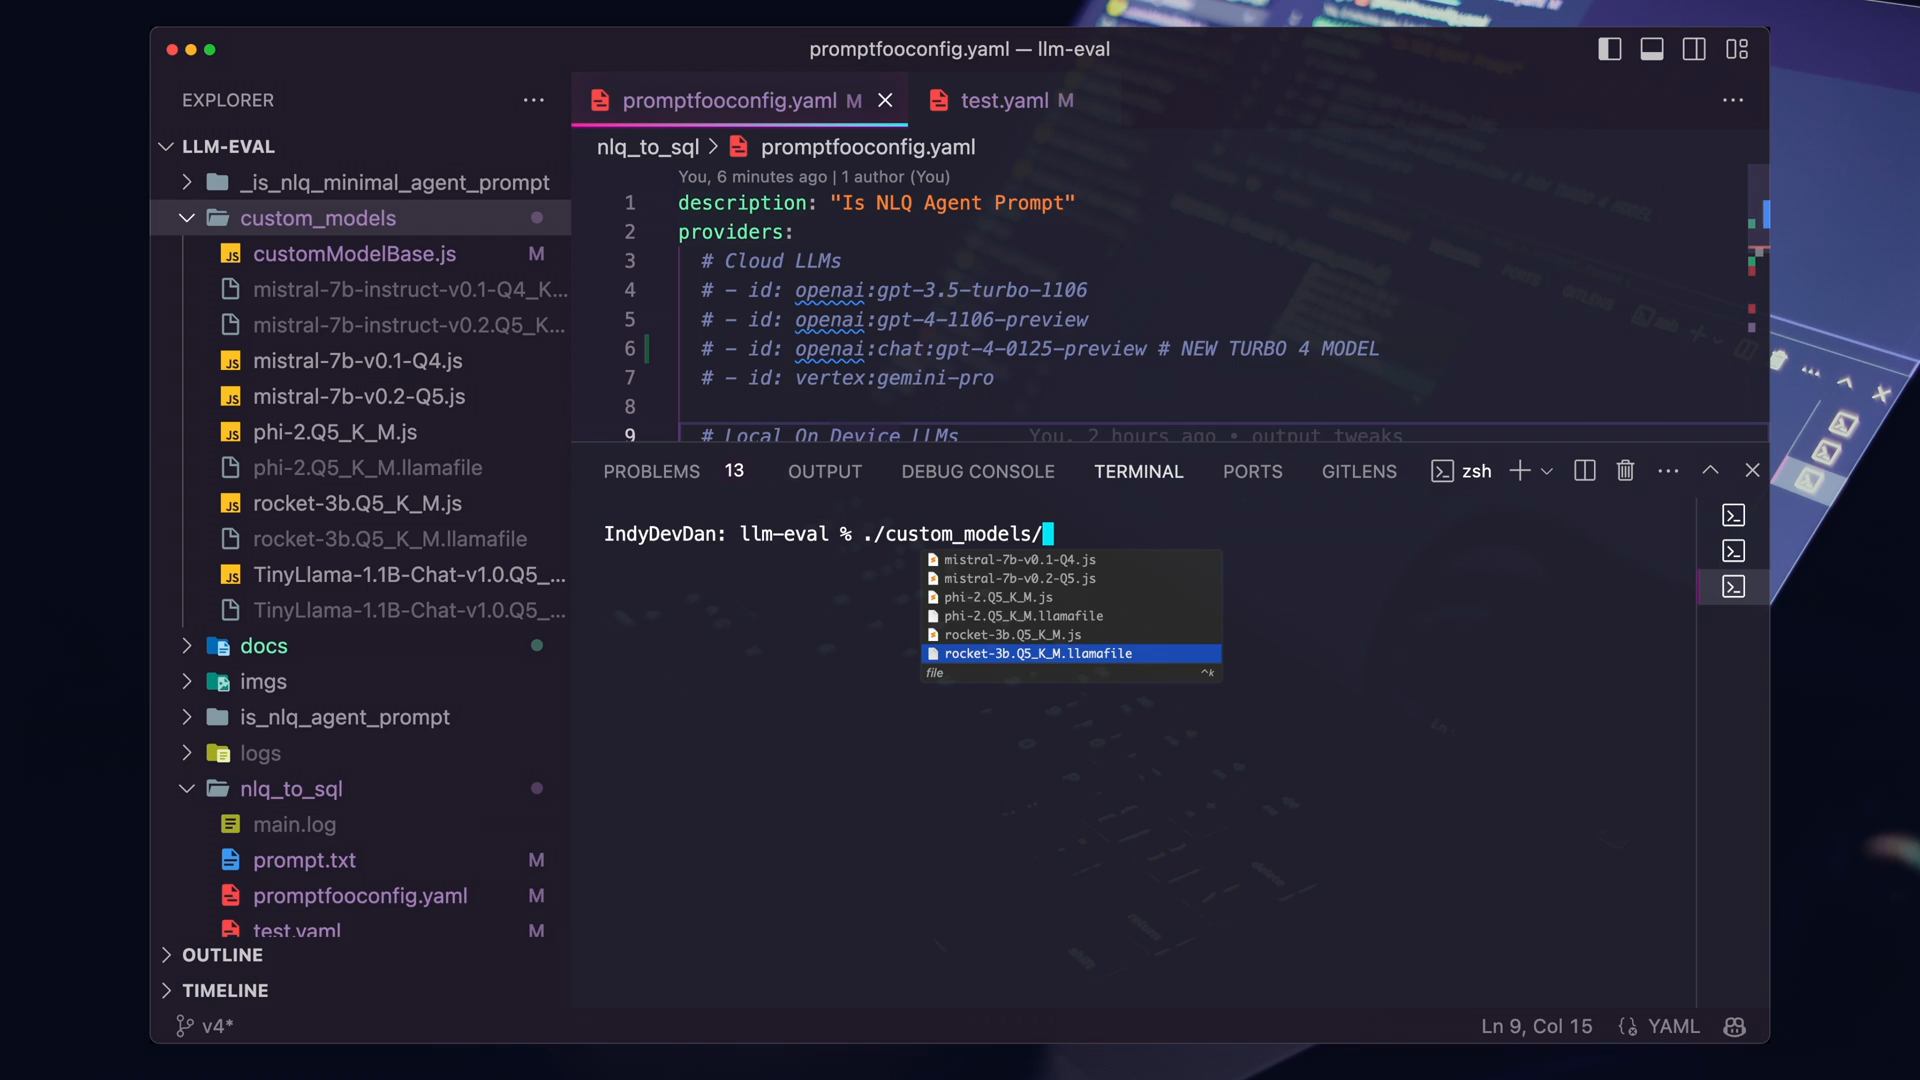 promptfooconfig.yaml — llm-eval
EXPLORER
LLM-EVAL
_is_nlq_minimal_agent_prompt
custom_models
customModelBase.js M
mistral-7b-instruct-v0.1-Q4_K...
mistral-7b-instruct-v0.2.Q5_K...
mistral-7b-v0.1-Q4.js
mistral-7b-v0.2-Q5.js
phi-2.Q5_K_M.js
phi-2.Q5_K_M.llamafile
rocket-3b.Q5_K_M.js
rocket-3b.Q5_K_M.llamafile
TinyLlama-1.1B-Chat-v1.0.Q5_...
TinyLlama-1.1B-Chat-v1.0.Q5_...
docs
imgs
is_nlq_agent_prompt
logs
nlq_to_sql
main.log
prompt.txt M
promptfooconfig.yaml M
test.yaml M
OUTLINE
TIMELINE
v4*
promptfooconfig.yaml M
test.yaml M
nlq_to_sql > promptfooconfig.yaml
You, 6 minutes ago | 1 author (You)
1 description: "Is NLQ Agent Prompt"
2 providers:
3 # Cloud LLMs
4 # - id: openai:gpt-3.5-turbo-1106
5 # - id: openai:gpt-4-1106-preview
6 # - id: openai:chat:gpt-4-0125-preview # NEW TURBO 4 MODEL
7 # - id: vertex:gemini-pro
8
9 # Local On Device LLMs You, 2 hours ago • output tweaks
PROBLEMS 13 OUTPUT DEBUG CONSOLE TERMINAL PORTS GITLENS zsh
IndyDevDan: llm-eval % ./custom_models/
mistral-7b-v0.1-Q4.js
mistral-7b-v0.2-Q5.js
phi-2.Q5_K_M.js
phi-2.Q5_K_M.llamafile
rocket-3b.Q5_K_M.js
rocket-3b.Q5_K_M.llamafile
file ^k
Ln 9, Col 15 YAML